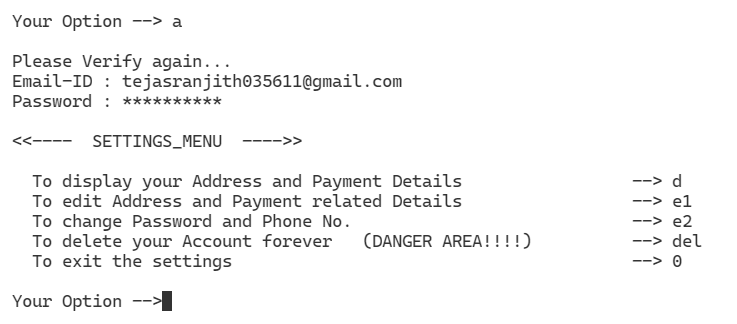 Your Option --> a
Please Verify again...
Email-ID : tejasranjith035611@gmail.com
Password : **********
<<----  SETTINGS_MENU  ---->>
To display your Address and Payment Details --> d
To edit Address and Payment related Details --> e1
To change Password and Phone No. --> e2
To delete your Account forever   (DANGER AREA!!!!) --> del
To exit the settings --> 0
Your Option -->